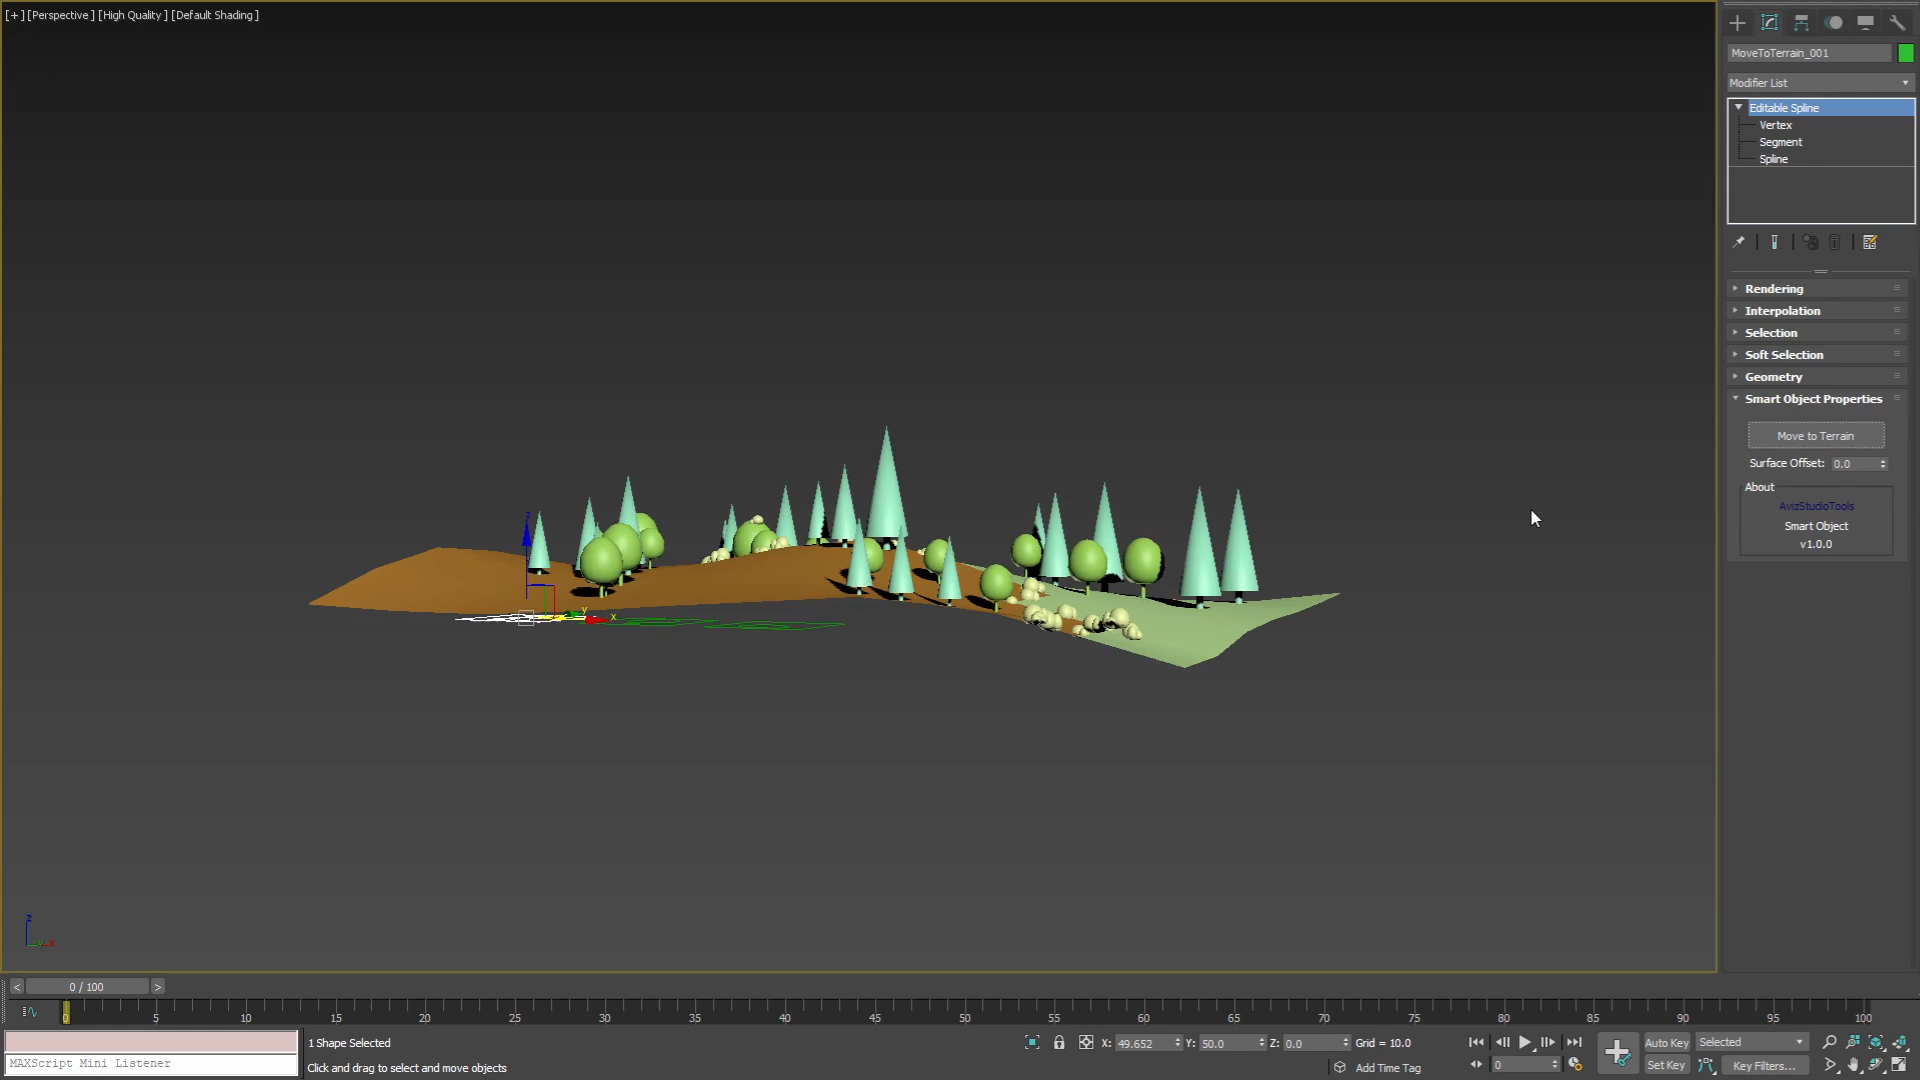 [+] [Perspective ] [High Quality ] [Default Shading ]
MoveToTerrain_001
Modifier List
Editable Spline
Vertex
Segment
Spline
Rendering
Interpolation
Selection
Soft Selection
Geometry
Smart Object Properties
Move to Terrain
Surface Offset: 0.0
About
AvizStudioTools
Smart Object
v1.0.0
z
y
x
z
y x
< 0 / 100 >
0 5 10 15 20 25 30 35 40 45 50 55 60 65 70 75 80 85 90 95 100
1 Shape Selected
X: 49.652 Y: 50.0 Z: 0.0 Grid = 10.0
Auto Key Selected
MAXScript Mini Listener
Click and drag to select and move objects
Add Time Tag
0
Set Key Key Filters...